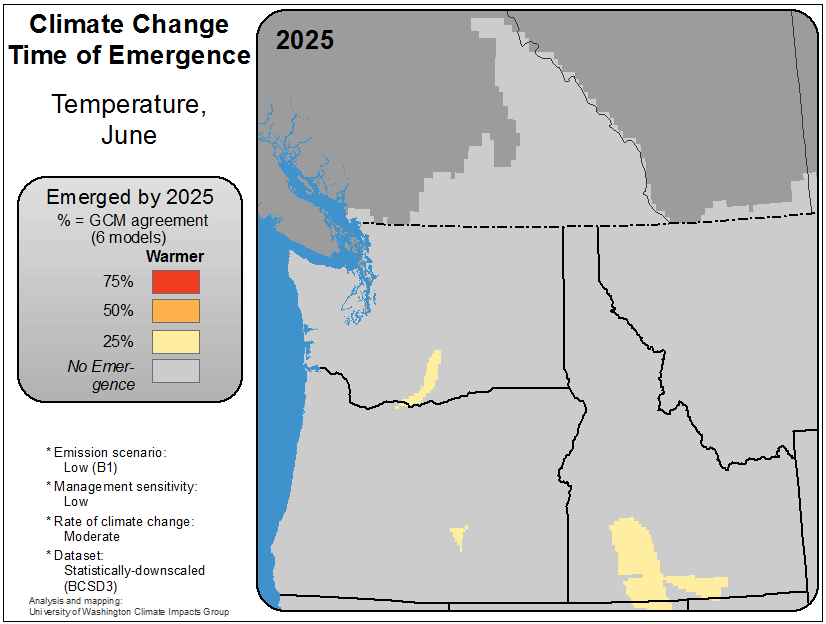 Climate Change
Time of Emergence
Temperature,
June
2025
Emerged by 2025
% = GCM agreement
(6 models)
Warmer
75%
50%
25%
No Emer-
gence
* Emission scenario:
Low (B1)
* Management sensitivity:
Low
* Rate of climate change:
Moderate
* Dataset:
Statistically-downscaled
(BCSD3)
Analysis and mapping:
University of Washington Climate Impacts Group